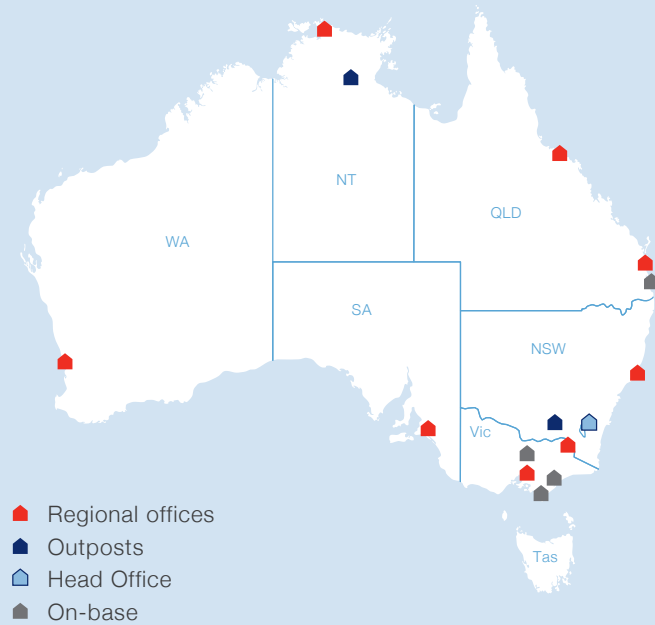 NT
QLD
WA
SA
NSW
Vic
Tas
Regional offices
Outposts
Head Office
On-base